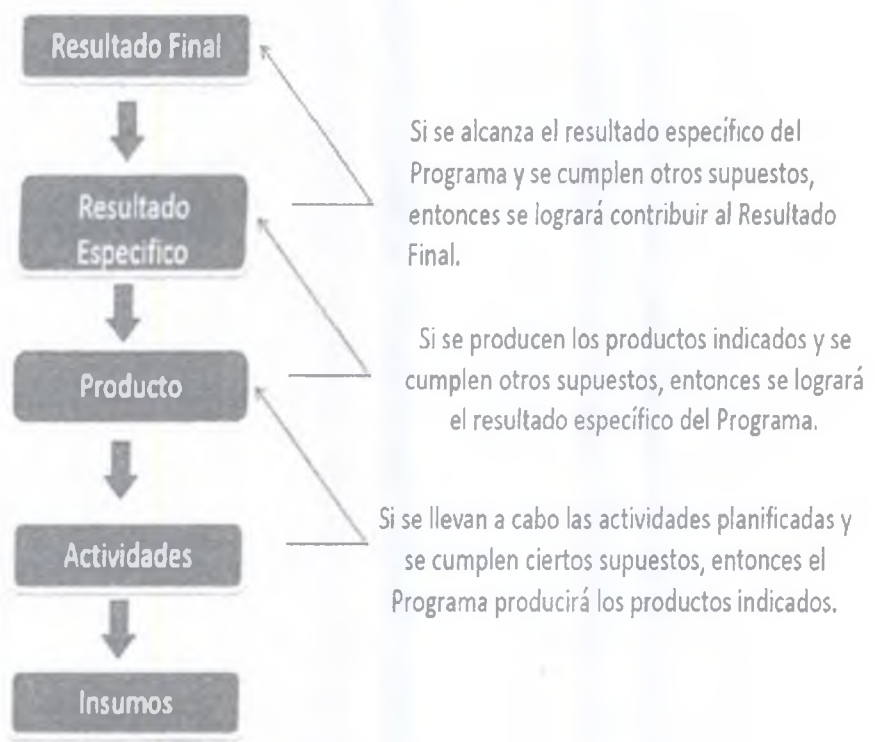 Resultado Final
Si se alcanza el resultado específico del
Programa y se cumplen otros supuestos,
entonces se logrará contribuir al Resultado
Final.
Resultado
Especifico
Si se producen los productos indicados y se
cumplen otros supuestos, entonces se logrará
el resultado específico del Programa.
Producto
Si se llevan a cabo las actividades planificadas y
se cumplen ciertos supuestos, entonces el
Programa producirá los productos indicados.
Actividades
Insumos